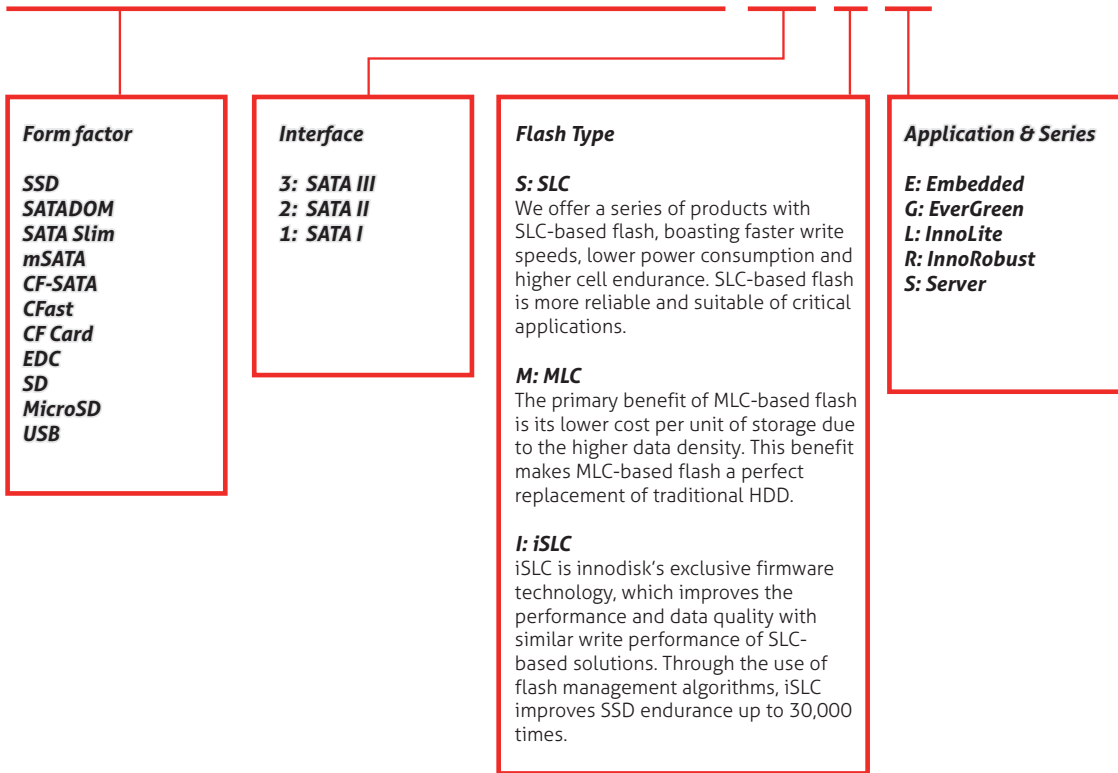 Form factor
SSD
SATADOM
SATA Slim
mSATA
CF-SATA
CFast
CF Card
EDC
SD
MicroSD
USB
Interface
3: SATA III
2: SATA II
1: SATA I
Flash Type
S: SLC
We offer a series of products with
SLC-based flash, boasting faster write
speeds, lower power consumption and
higher cell endurance. SLC-based flash
is more reliable and suitable of critical
applications.
M: MLC
The primary benefit of MLC-based flash
is its lower cost per unit of storage due
to the higher data density. This benefit
makes MLC-based flash a perfect
replacement of traditional HDD.
I: iSLC
iSLC is innodisk's exclusive firmware
technology, which improves the
performance and data quality with
similar write performance of SLC-
based solutions. Through the use of
flash management algorithms, iSLC
improves SSD endurance up to 30,000
times.
Application & Series
E: Embedded
G: EverGreen
L: InnoLite
R: InnoRobust
S: Server